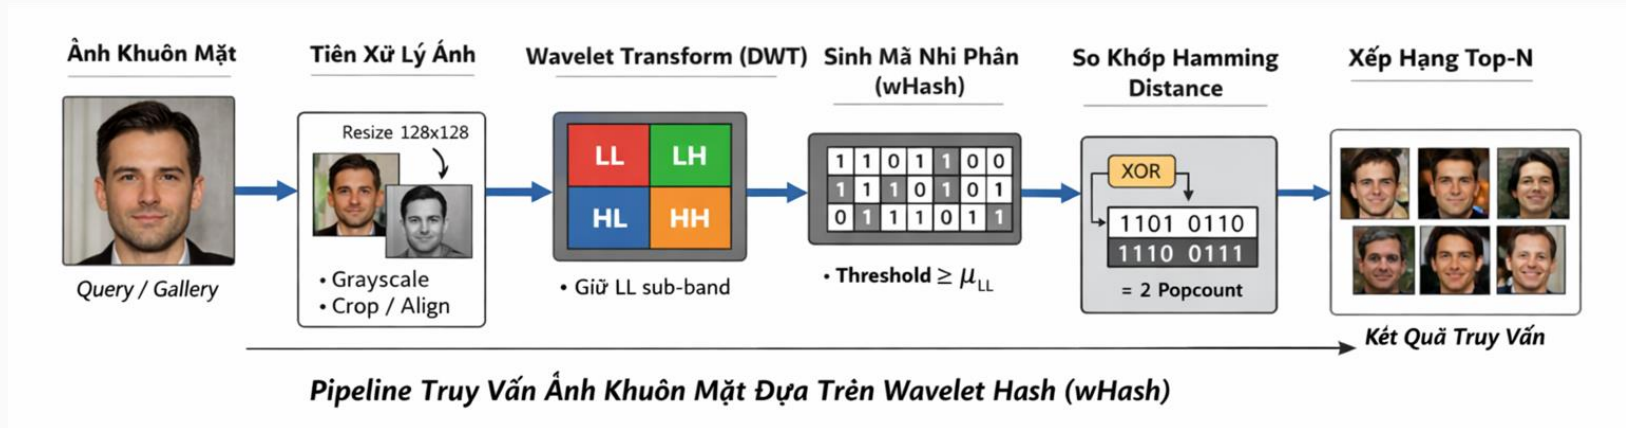 Ảnh Khuôn Mặt
Query / Gallery
Tiên Xử Lý Ảnh
Resize 128x128
• Grayscale
• Crop / Align
Wavelet Transform (DWT)
LL LH
HL HH
• Giữ LL sub-band
Sinh Mã Nhi Phân
(wHash)
1 1 0 1 1 0 0
1 1 1 0 1 0 1
0 1 1 1 0 1 1
• Threshold ≥ μLL
So Khớp Hamming
Distance
XOR
1101 0110
1110 0111
= 2 Popcount
Xếp Hạng Top-N
Kết Quã Truy Vấn
Pipeline Truy Vấn Ảnh Khuôn Mặt Dựa Trên Wavelet Hash (wHash)